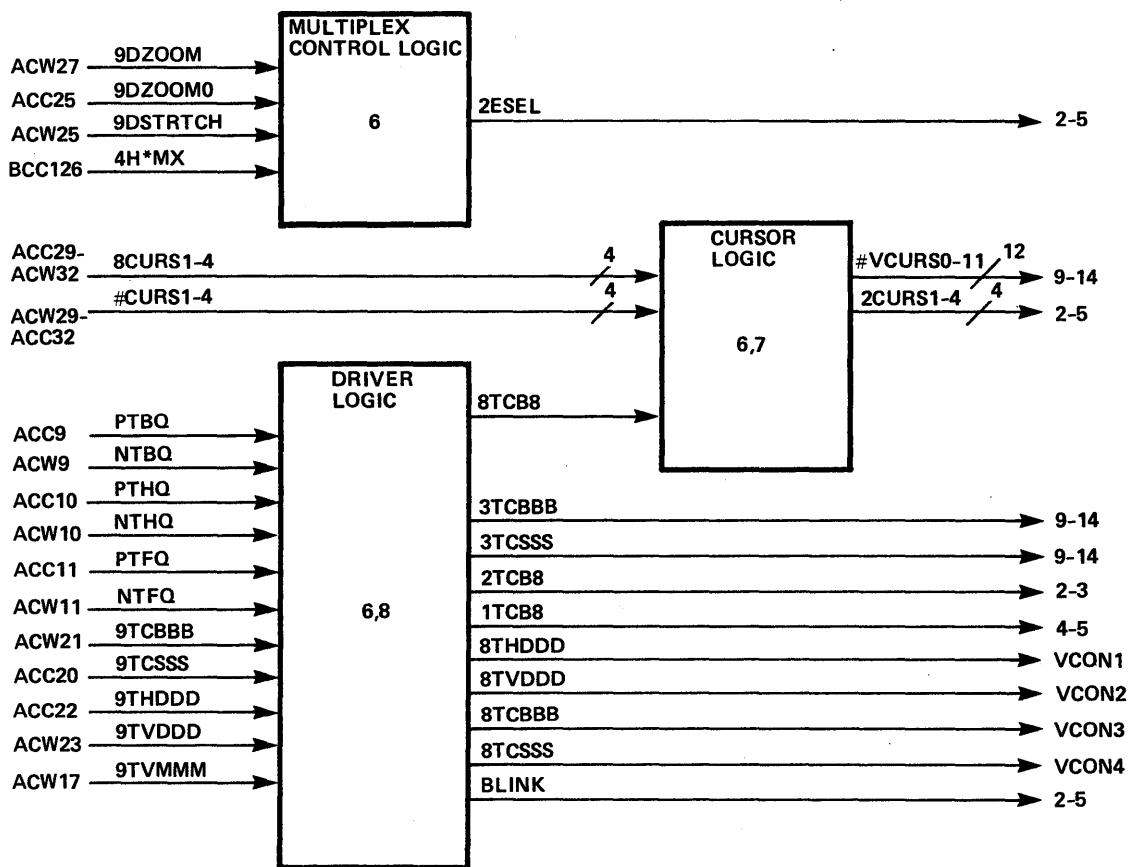 MULTIPLEX
CONTROL LOGIC
6
ACW27 9DZOOM
ACC25 9DZOOM0
ACW25 9DSTRTCH
BCC126 4H*MX
2ESEL 2-5
ACC29-
ACW32 8CURS1-4 4
ACW29-
ACC32 #CURS1-4 4
CURSOR
LOGIC
6,7
#VCURS0-11 12 9-14
2CURS1-4 4 2-5
DRIVER
LOGIC
6,8
8TCB8
ACC9 PTBQ
ACW9 NTBQ
ACC10 PTHQ
ACW10 NTHQ
ACC11 PTFQ
ACW11 NTFQ
ACW21 9TCBBB
ACC20 9TCSSS
ACC22 9THDDD
ACW23 9TVDDD
ACW17 9TVMMM
3TCBBB 9-14
3TCSSS 9-14
2TCB8 2-3
1TCB8 4-5
8THDDD VCON1
8TVDDD VCON2
8TCBBB VCON3
8TCSSS VCON4
BLINK 2-5